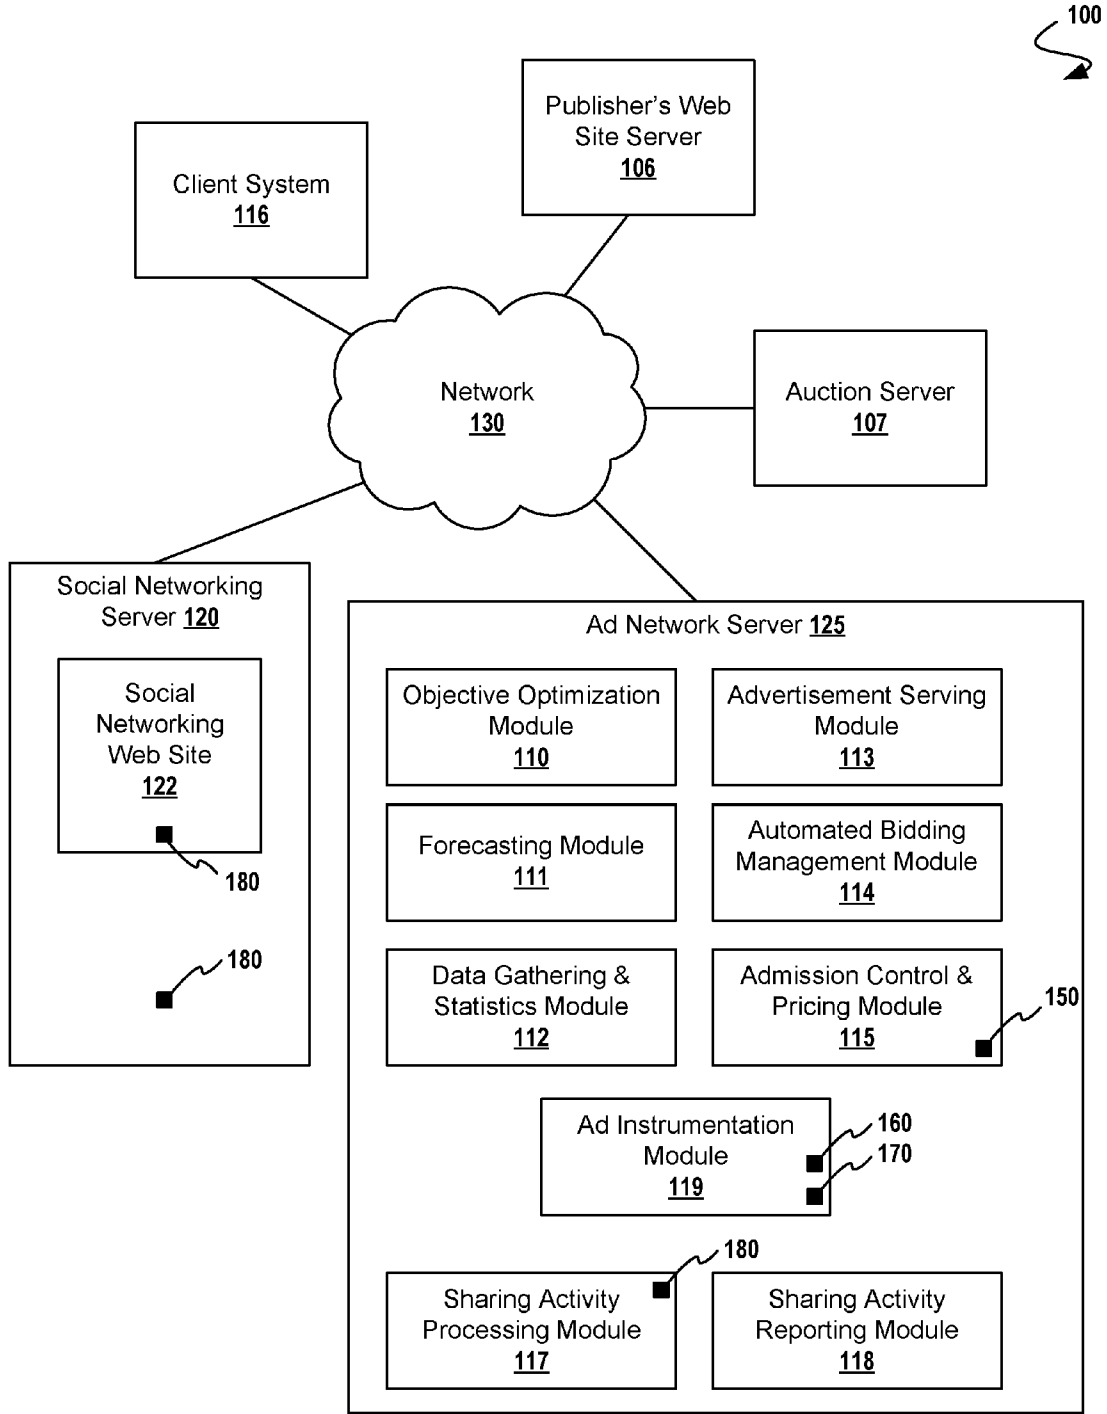 100
Publisher's Web
Site Server
106
Client System
116
Network
130
Auction Server
107
Social Networking
Server 120
Social
Networking
Web Site
122
180
180
Ad Network Server 125
Objective Optimization
Module
110
Advertisement Serving
Module
113
Forecasting Module
111
Automated Bidding
Management Module
114
Data Gathering &
Statistics Module
112
Admission Control &
Pricing Module
115
150
Ad Instrumentation
Module
119
160
170
180
Sharing Activity
Processing Module
117
Sharing Activity
Reporting Module
118